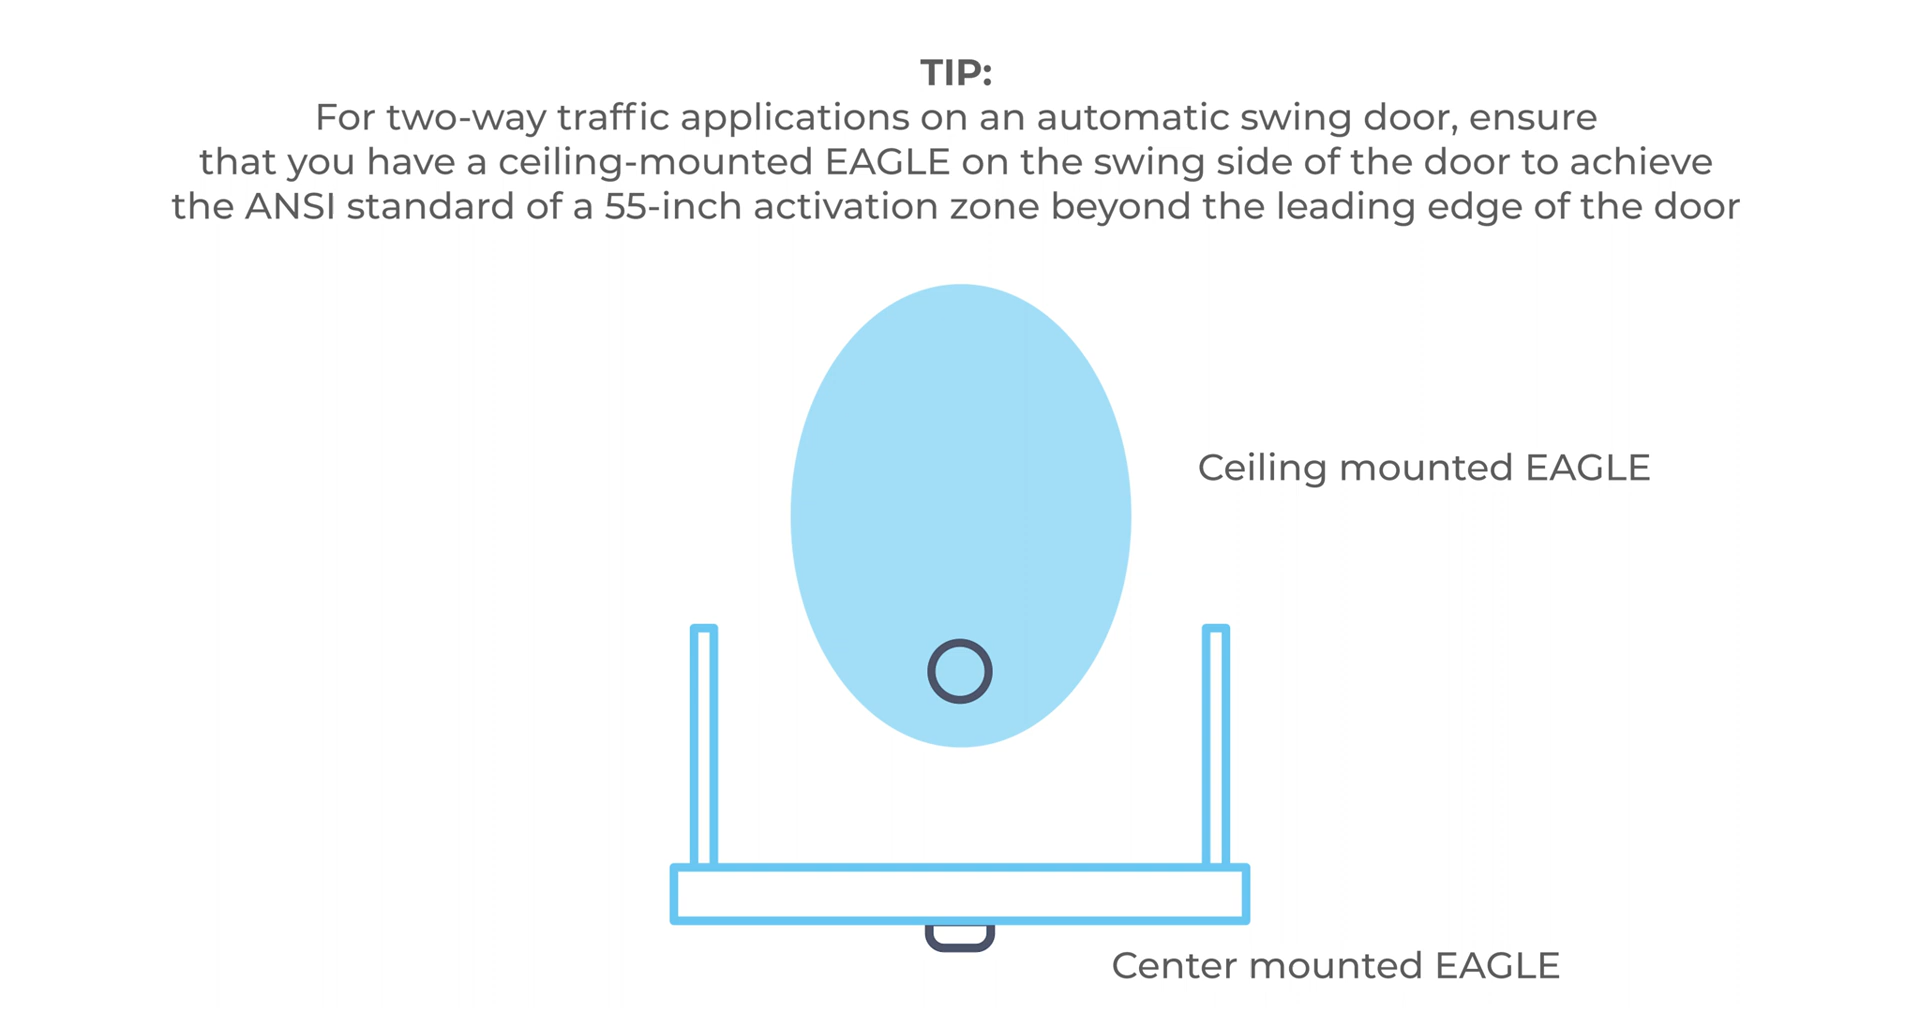 TIP:
For two-way traffic applications on an automatic swing door, ensure
that you have a ceiling-mounted EAGLE on the swing side of the door to achieve
the ANSI standard of a 55-inch activation zone beyond the leading edge of the door
Ceiling mounted EAGLE
Center mounted EAGLE